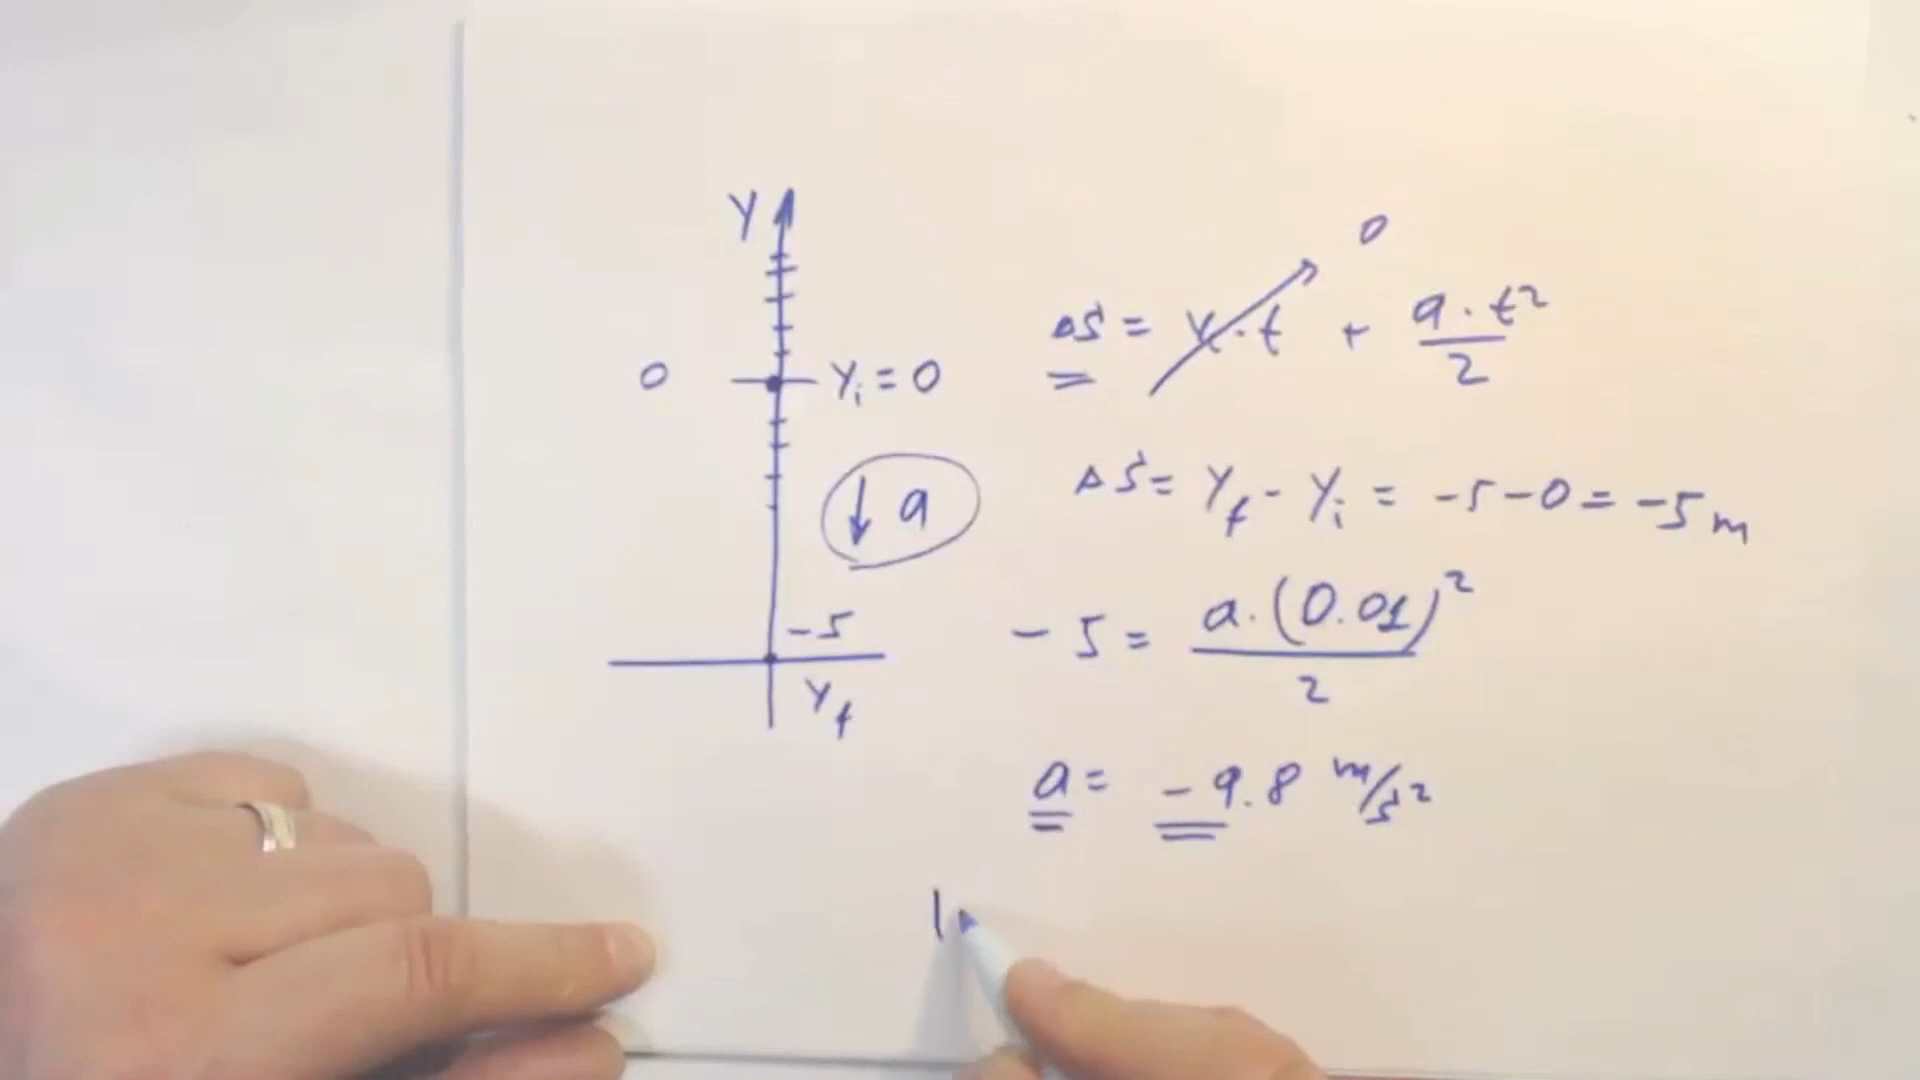 Y
0
Yi = 0
↓ a
-5
Yf
0
ΔS = V·t + a·t²/2
ΔS = Yf - Yi = -5 - 0 = -5 m
-5 = a·(0.01)²/2
a = -9.8 m/s²